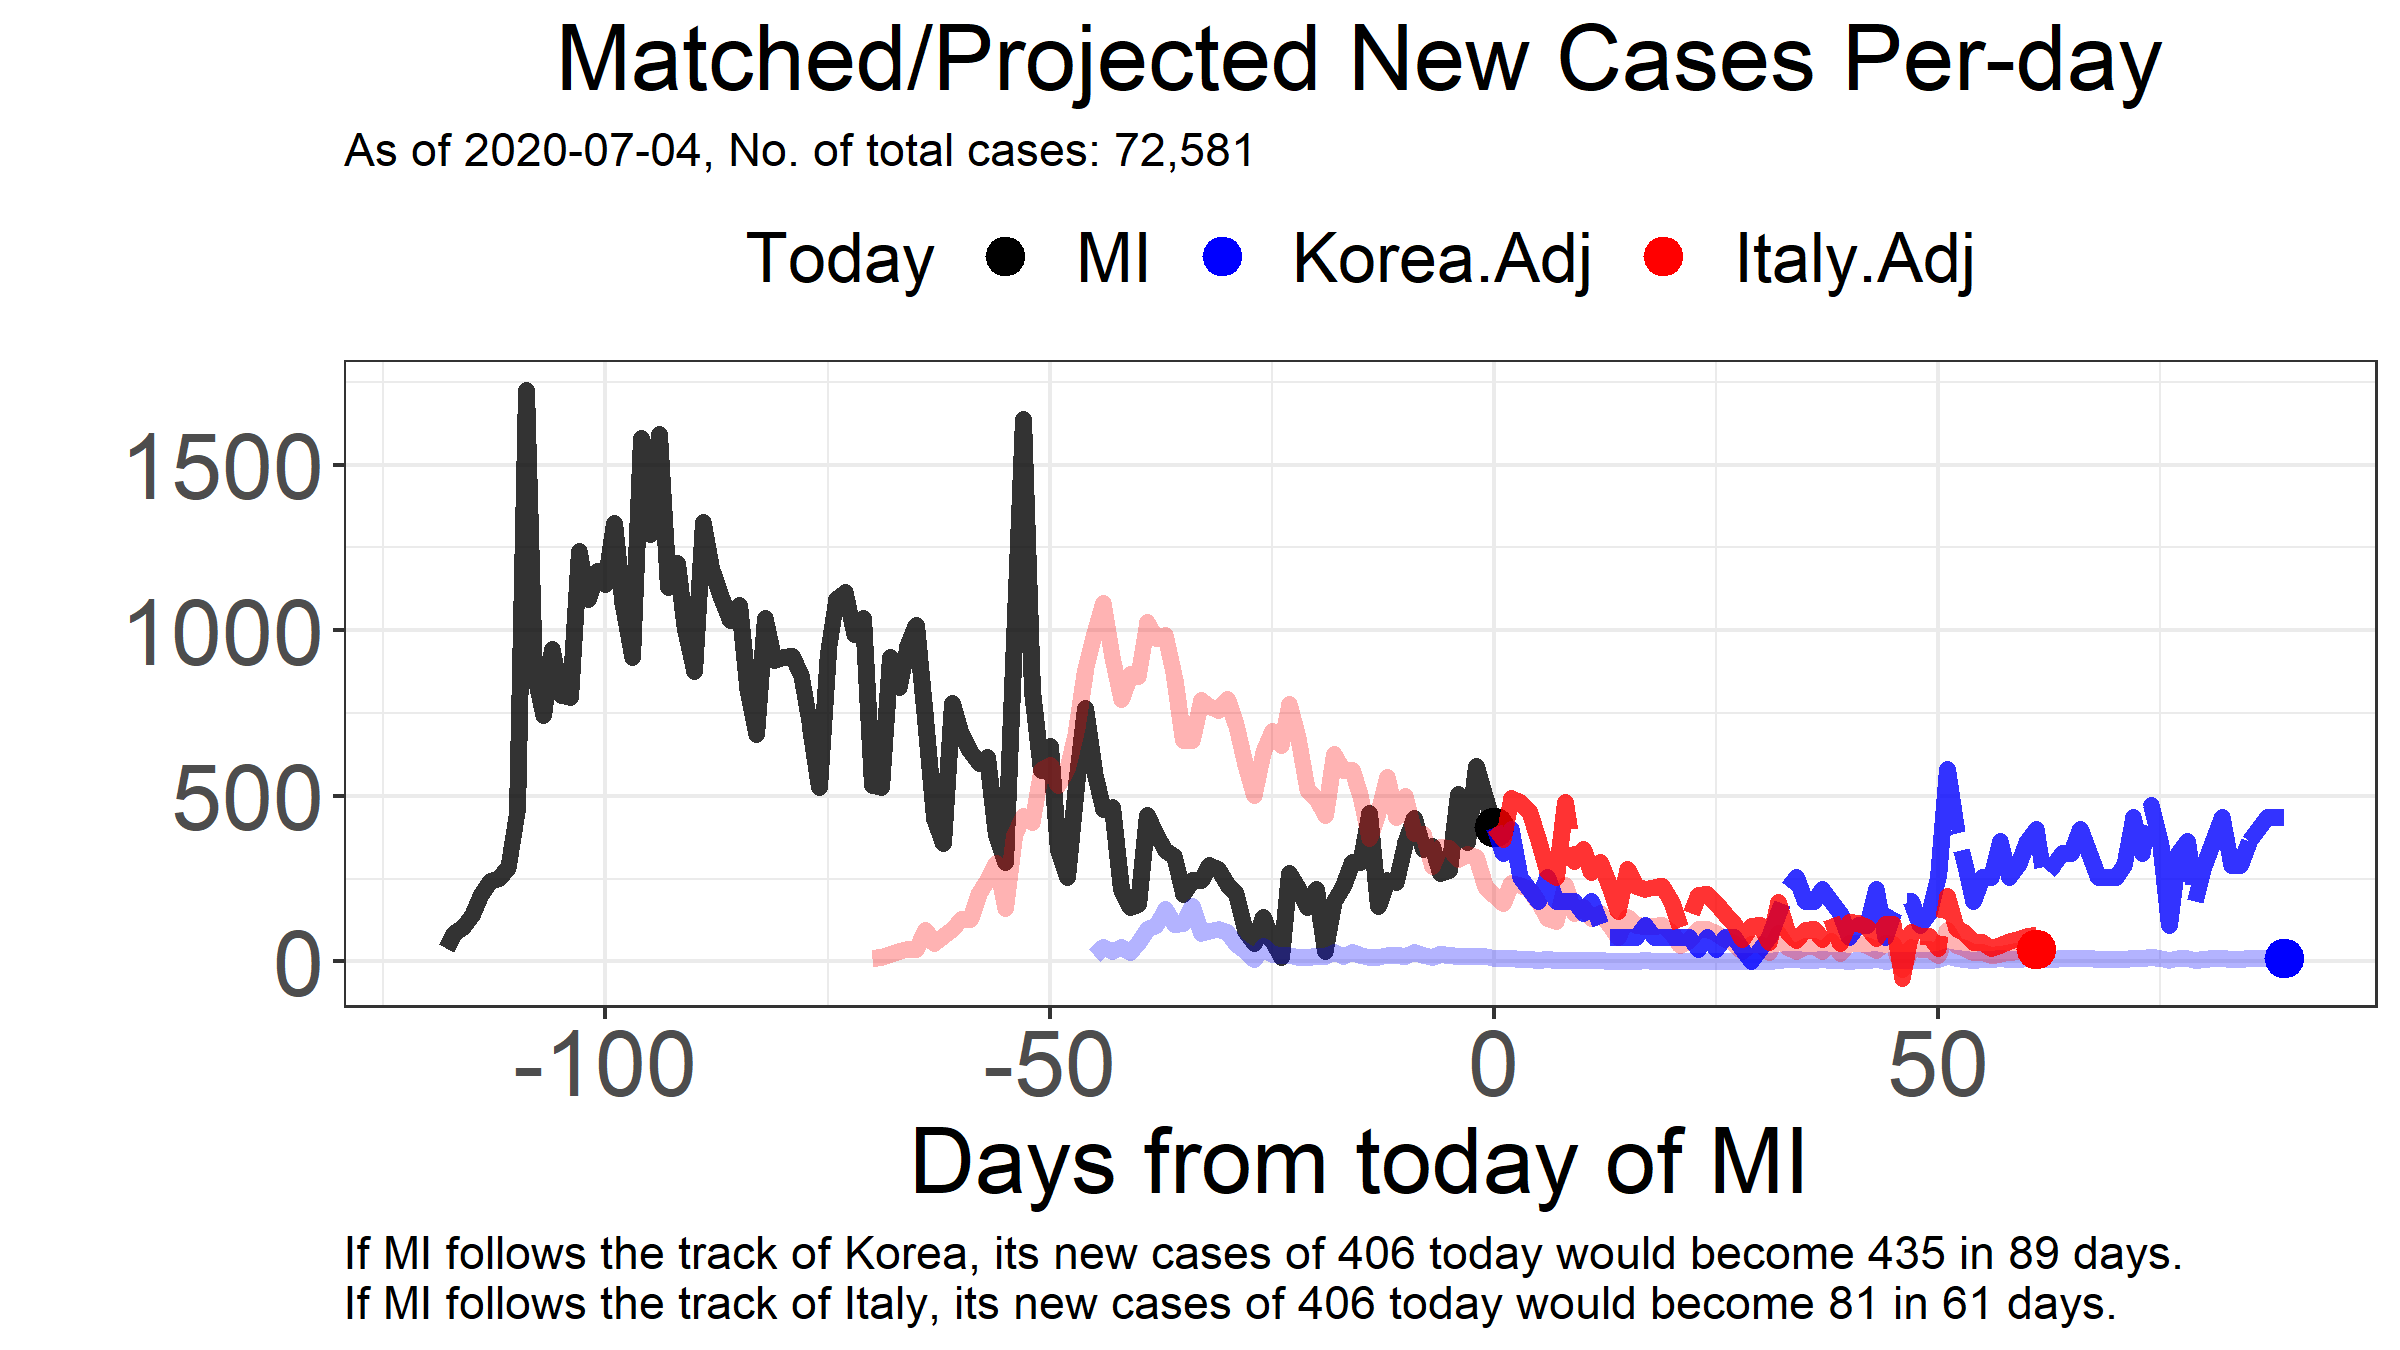 Matched/Projected New Cases Per-day
As of 2020-07-04, No. of total cases: 72,581
Today MI Korea.Adj Italy.Adj
1500
1000
500
0
-100 -50 0 50
Days from today of MI
If MI follows the track of Korea, its new cases of 406 today would become 435 in 89 days.
If MI follows the track of Italy, its new cases of 406 today would become 81 in 61 days.